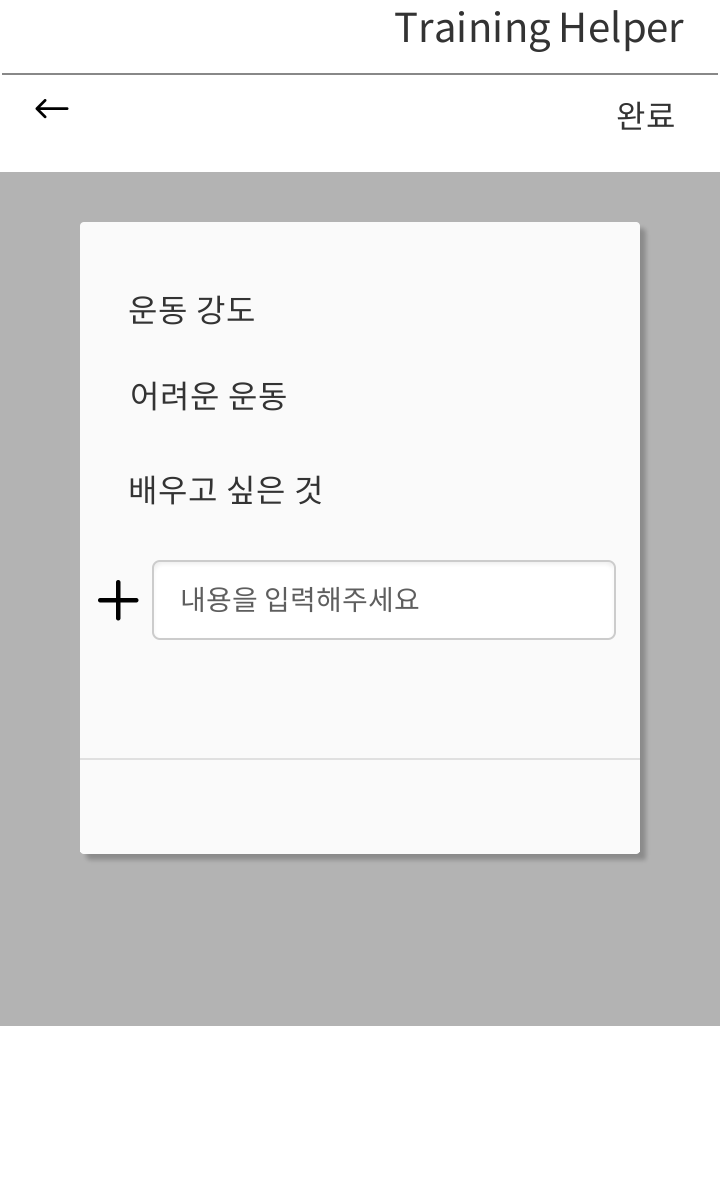 Training Helper
완료
운동 강도
어려운 운동
배우고 싶은 것
내용을 입력해주세요